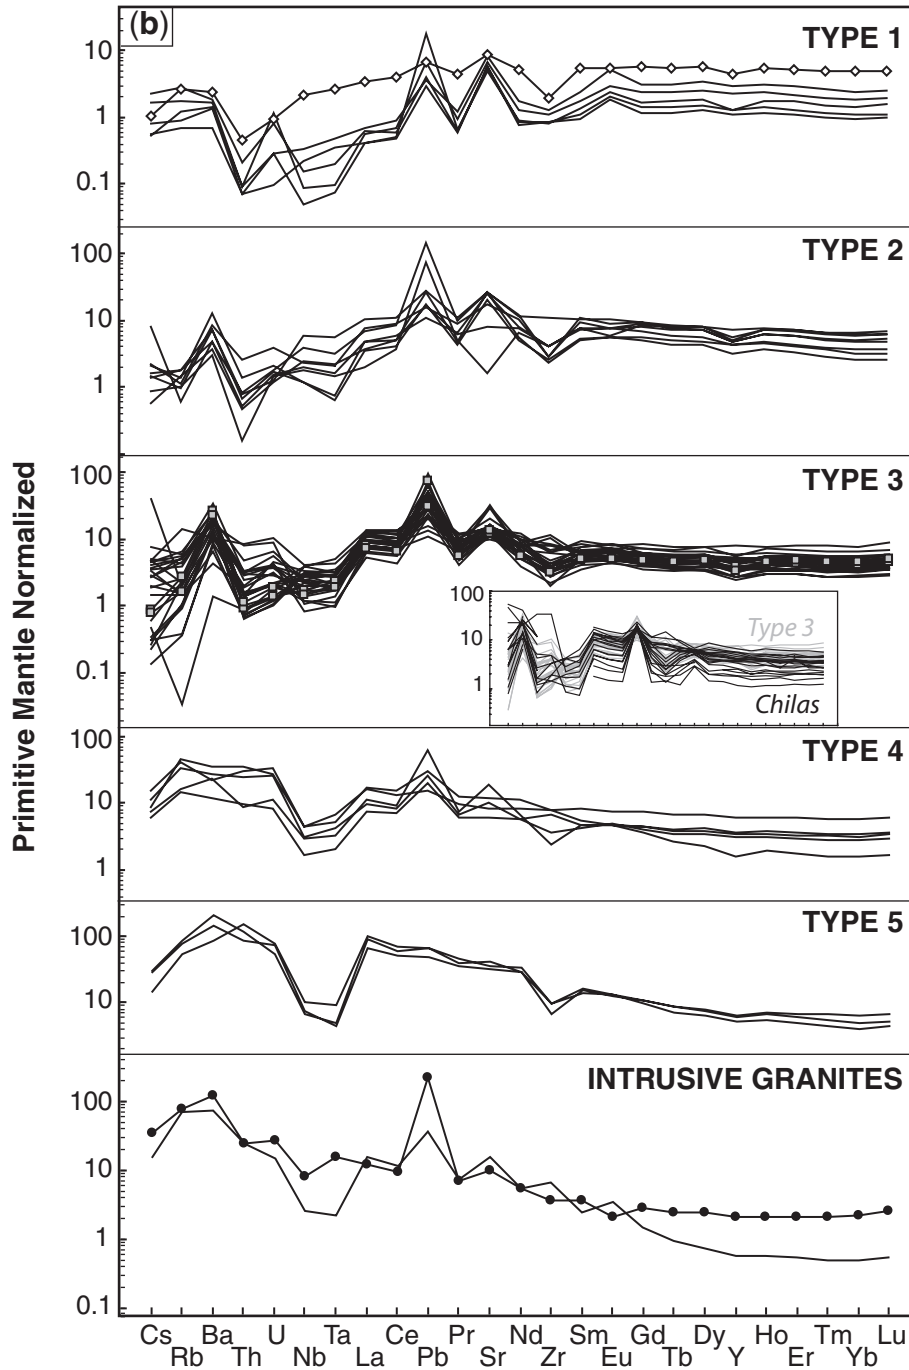 (b)
TYPE 1
10
1
0.1
TYPE 2
100
10
1
TYPE 3
100
10
1
0.1
100
10
1
Type 3
Chilas
TYPE 4
100
10
1
TYPE 5
100
10
INTRUSIVE GRANITES
100
10
1
0.1
Primitive Mantle Normalized
Cs Ba U Ta Ce Pr Nd Sm Gd Dy Ho Tm Lu
Rb Th Nb La Pb Sr Zr Eu Tb Y Er Yb